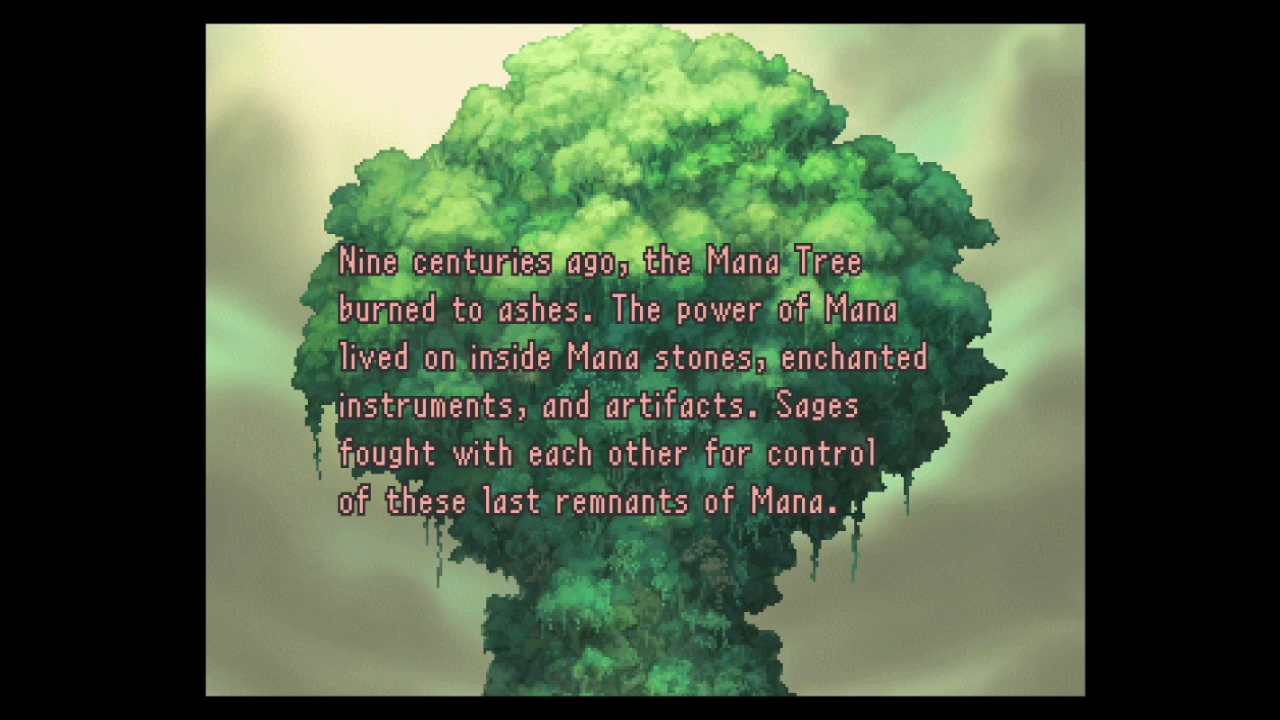 Nine centuries ago, the Mana Tree
burned to ashes. The power of Mana
lived on inside Mana stones, enchanted
instruments, and artifacts. Sages
fought with each other for control
of these last remnants of Mana.